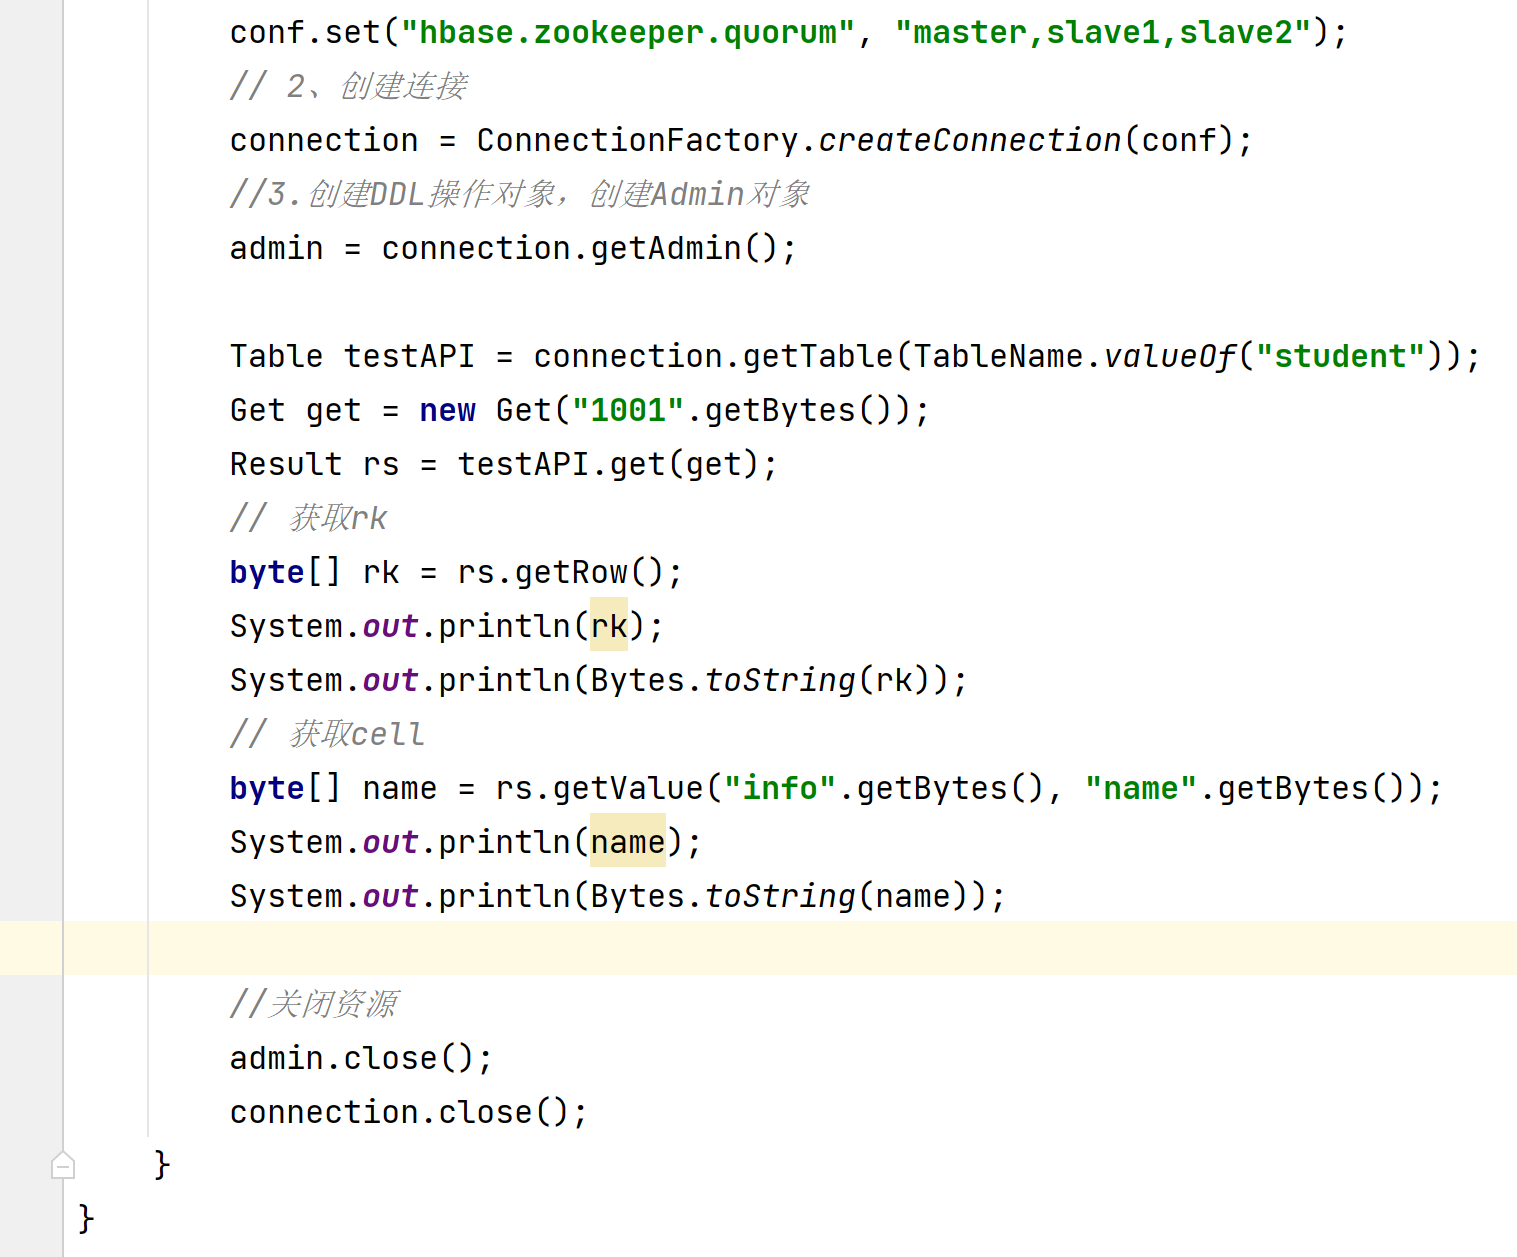 conf.set("hbase.zookeeper.quorum", "master,slave1,slave2");
// 2、创建连接
connection = ConnectionFactory.createConnection(conf);
//3.创建DDL操作对象，创建Admin对象
admin = connection.getAdmin();
Table testAPI = connection.getTable(TableName.valueOf("student"));
Get get = new Get("1001".getBytes());
Result rs = testAPI.get(get);
// 获取rk
byte[] rk = rs.getRow();
System.out.println(rk);
System.out.println(Bytes.toString(rk));
// 获取cell
byte[] name = rs.getValue("info".getBytes(), "name".getBytes());
System.out.println(name);
System.out.println(Bytes.toString(name));
//关闭资源
admin.close();
connection.close();
}
}